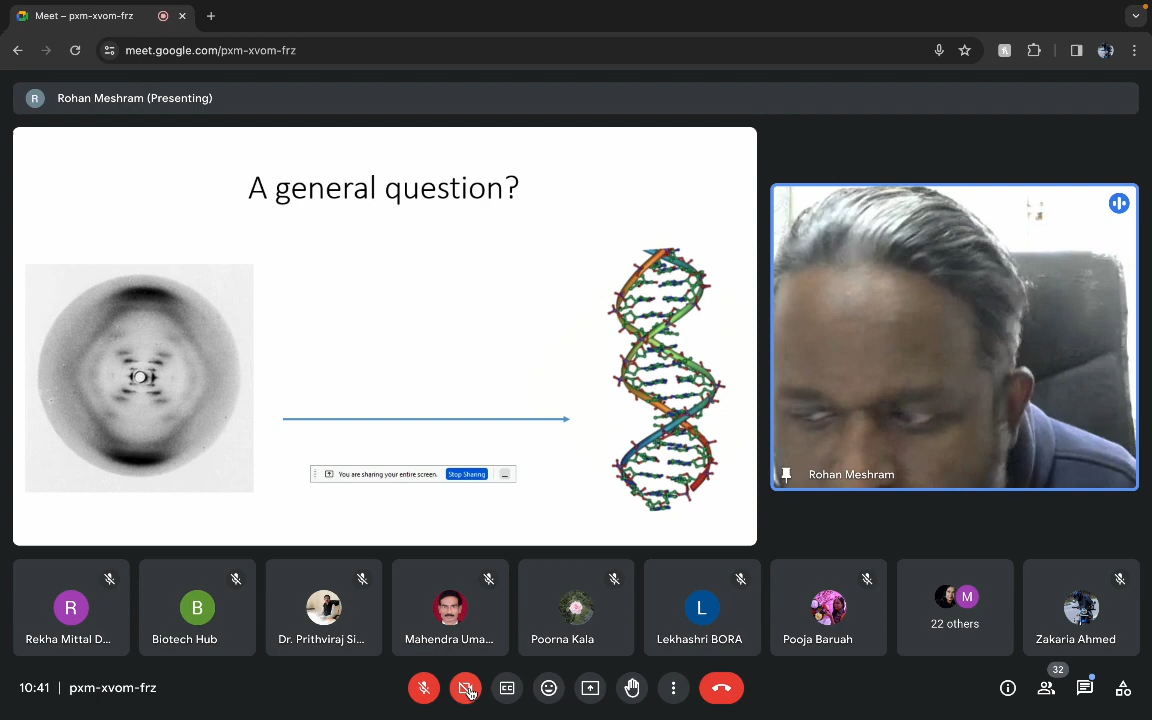 Meet – pxm-xvom-frz
meet.google.com/pxm-xvom-frz
R Rohan Meshram (Presenting)
A general question?
You are sharing your entire screen. Stop Sharing
Rohan Meshram
R
Rekha Mittal D...
B
Biotech Hub
Dr. Prithviraj Si...
Mahendra Uma...
Poorna Kala
L
Lekhashri BORA
Pooja Baruah
M
22 others
Zakaria Ahmed
10:41 | pxm-xvom-frz
CC
32